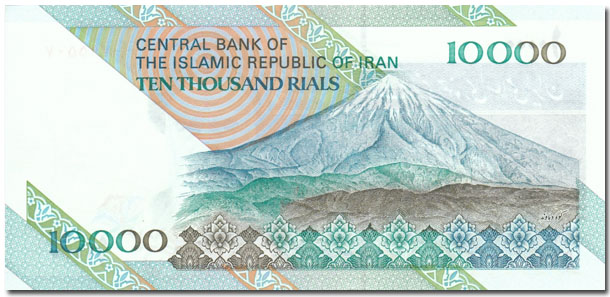 CENTRAL BANK OF
THE ISLAMIC REPUBLIC OF IRAN
TEN THOUSAND RIALS
10000
10000